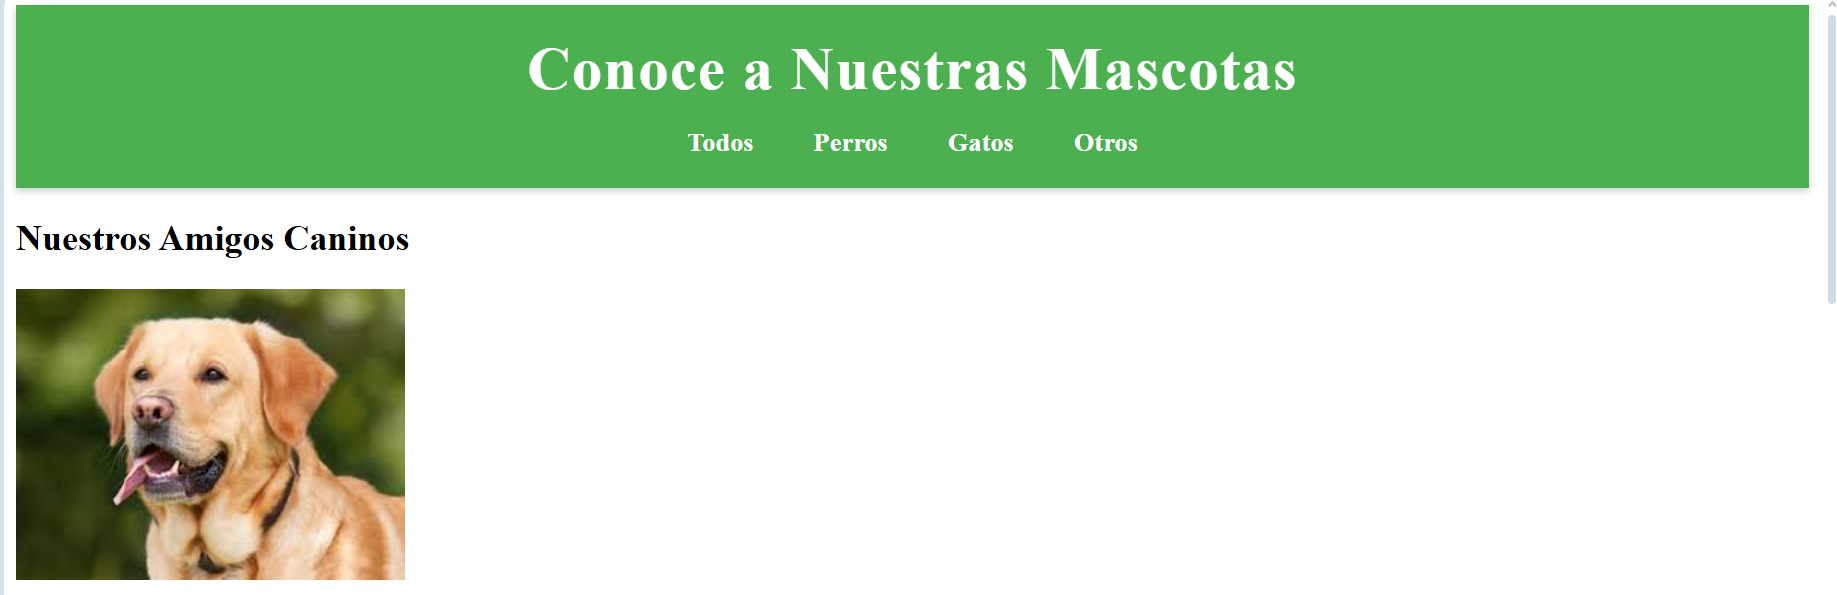 Conoce a Nuestras Mascotas
Todos Perros Gatos Otros
Nuestros Amigos Caninos